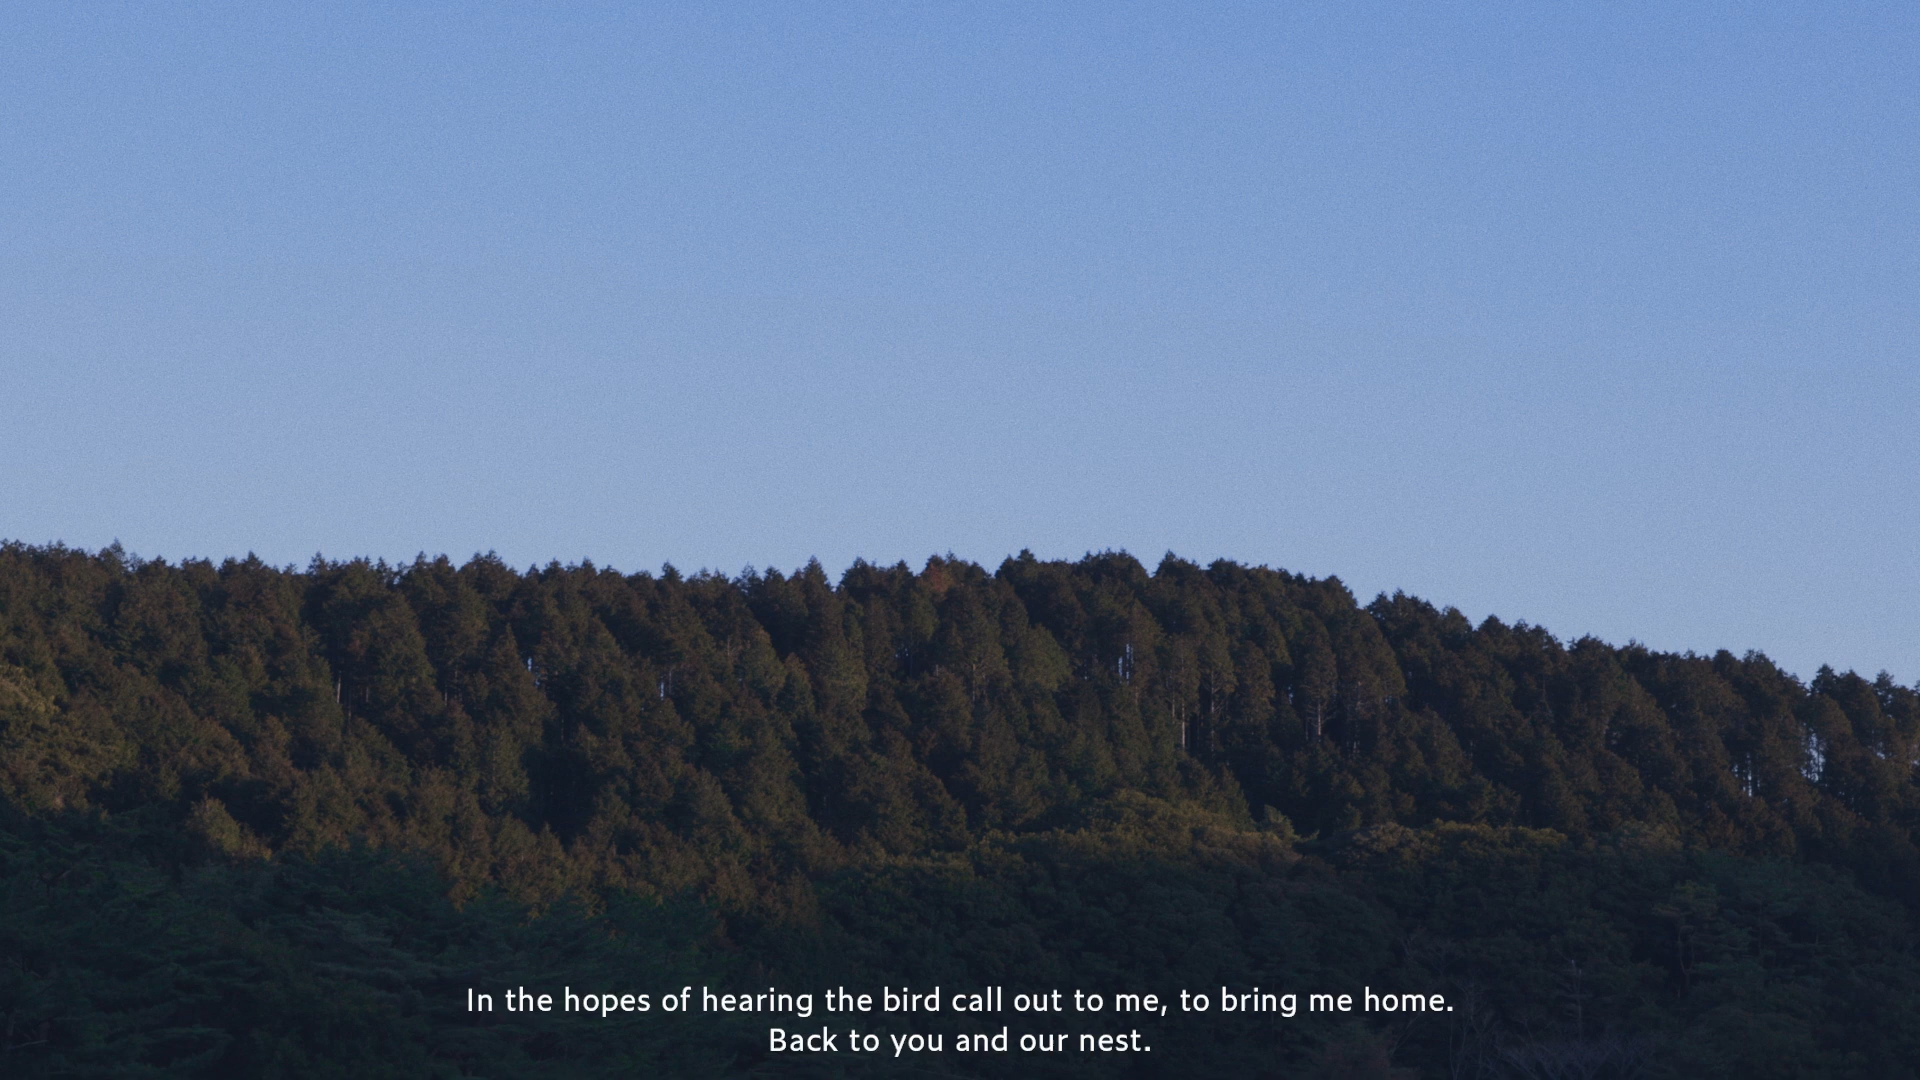 In the hopes of hearing the bird call out to me, to bring me home.
Back to you and our nest.